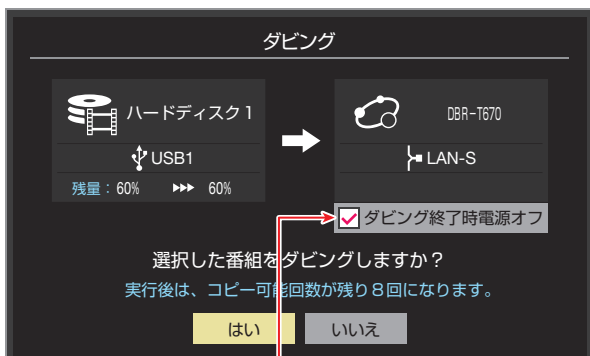 ダビング
ハードディスク1
DBR-T670
USB1
LAN-S
残量：60% 60%
ダビング終了時電源オフ
選択した番組をダビングしますか？
実行後は、コピー可能回数が残り8回になります。
はい いいえ